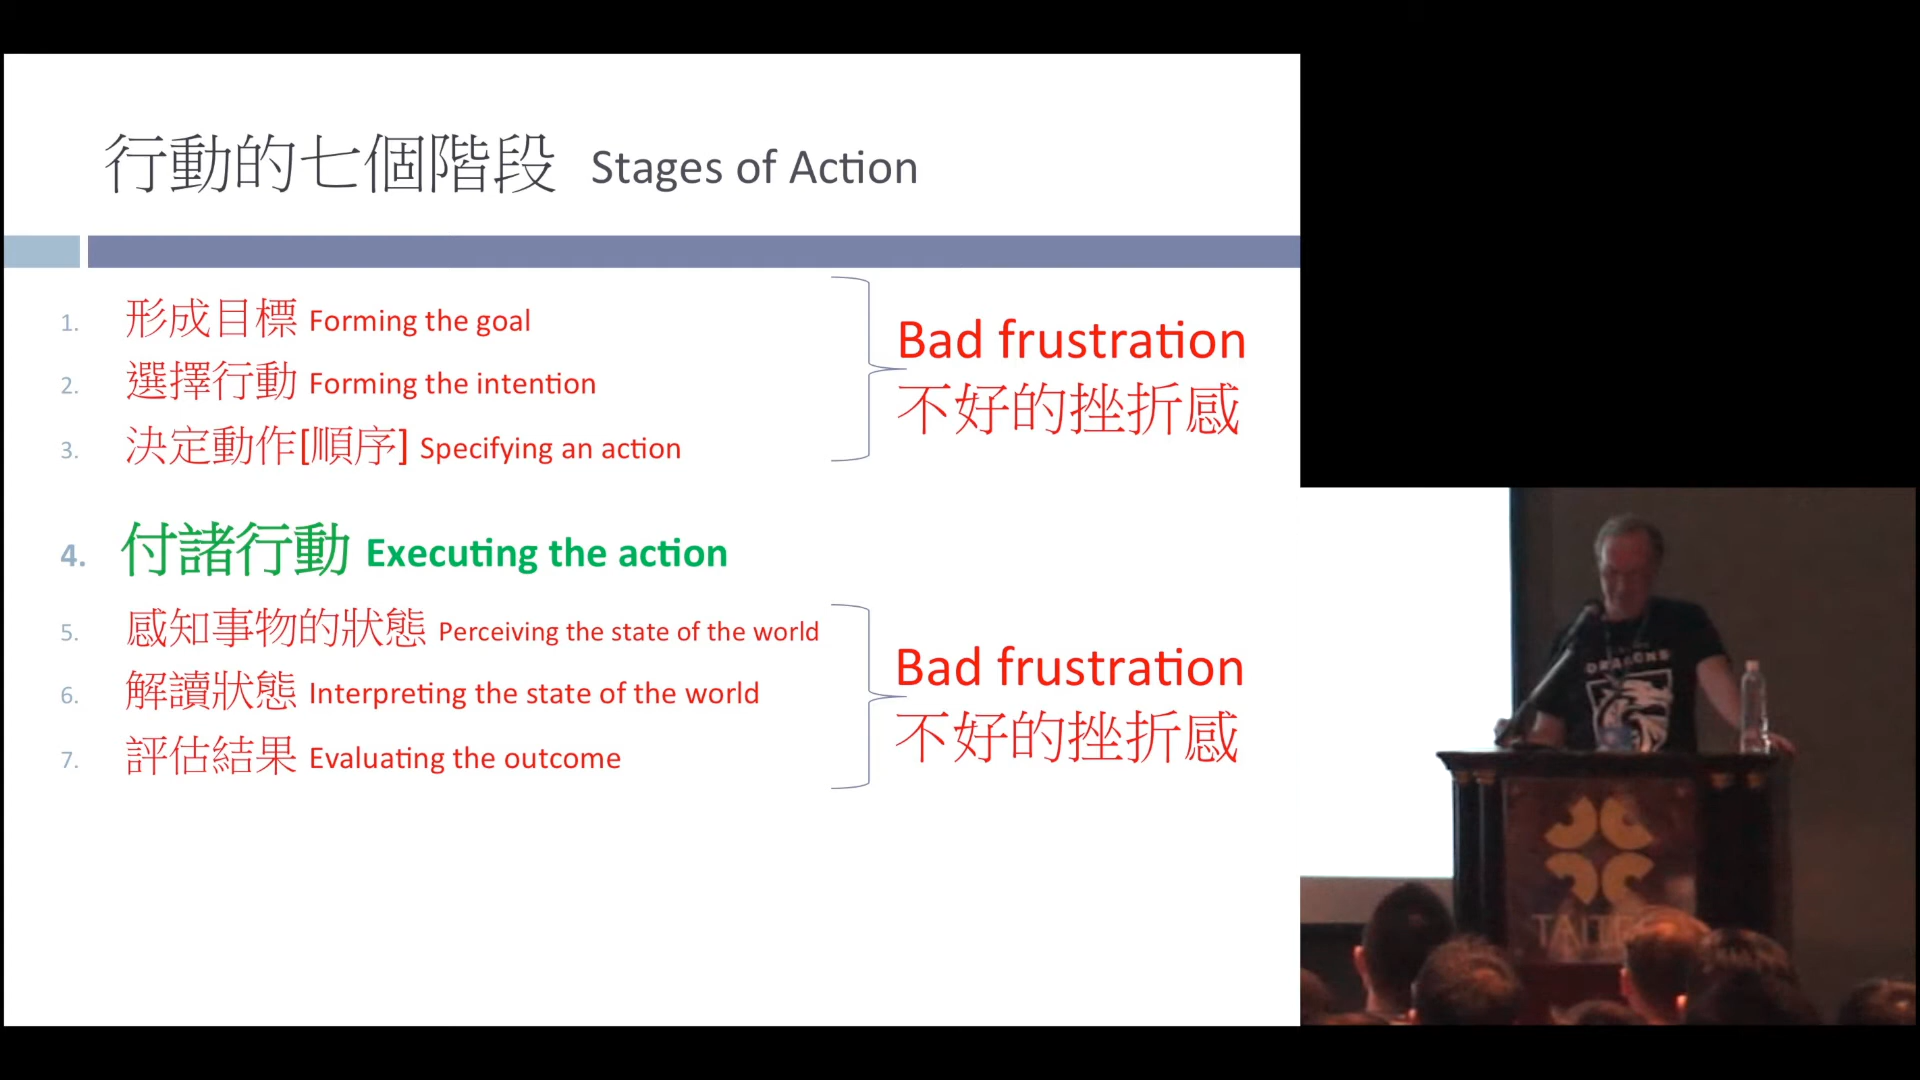 行動的七個階段 Stages of Action
1. 形成目標 Forming the goal
2. 選擇行動 Forming the intention
3. 決定動作[順序] Specifying an action
Bad frustration
不好的挫折感
4. 付諸行動 Executing the action
5. 感知事物的狀態 Perceiving the state of the world
6. 解讀狀態 Interpreting the state of the world
7. 評估結果 Evaluating the outcome
Bad frustration
不好的挫折感
DRAGONS